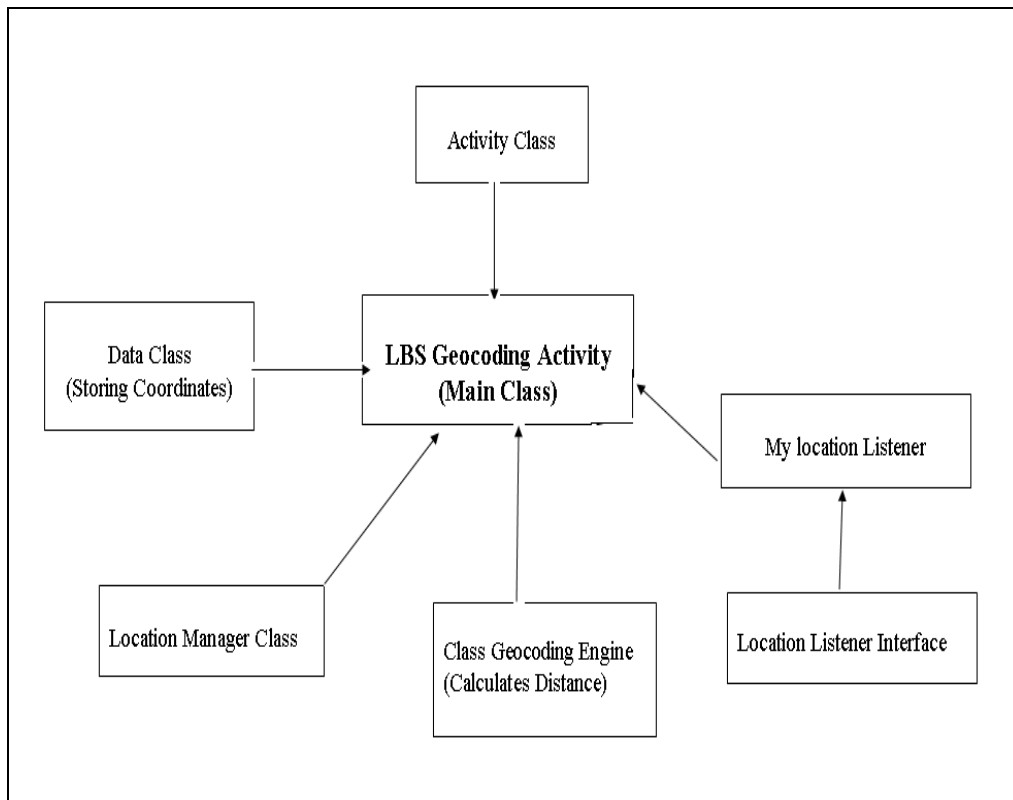 Activity Class
Data Class
(Storing Coordinates)
LBS Geocoding Activity
(Main Class)
My location Listener
Location Manager Class
Class Geocoding Engine
(Calculates Distance)
Location Listener Interface